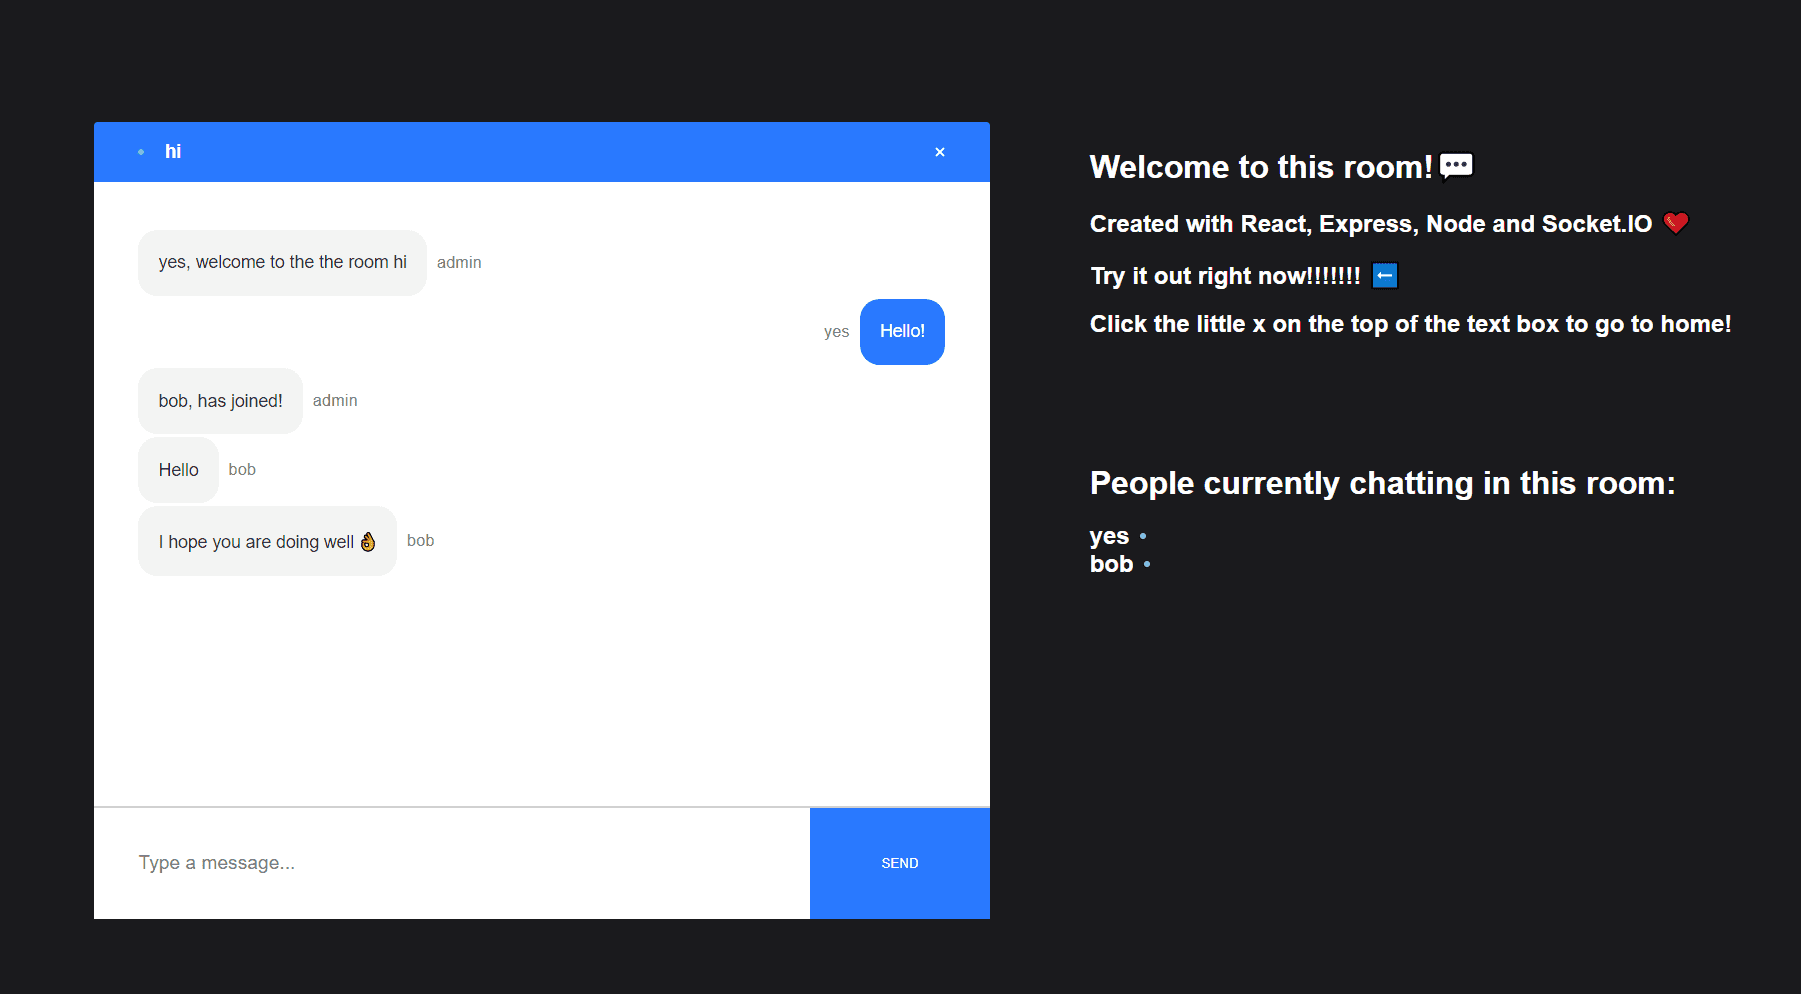 hi
×
yes, welcome to the the room hi admin
yes Hello!
bob, has joined! admin
Hello bob
I hope you are doing well 👌 bob
Type a message...
SEND
Welcome to this room! 💬
Created with React, Express, Node and Socket.IO ❤️
Try it out right now!!!!!!! ⬅️
Click the little x on the top of the text box to go to home!
People currently chatting in this room:
yes
bob